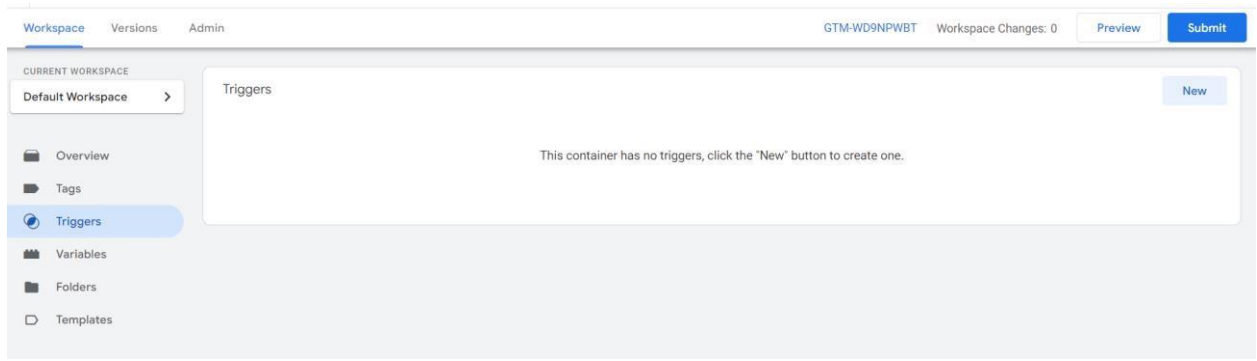 Workspace Versions Admin GTM-WD9NPWBT Workspace Changes: 0 Preview Submit
CURRENT WORKSPACE
Default Workspace
Triggers New
This container has no triggers, click the "New" button to create one.
Overview
Tags
Triggers
Variables
Folders
Templates